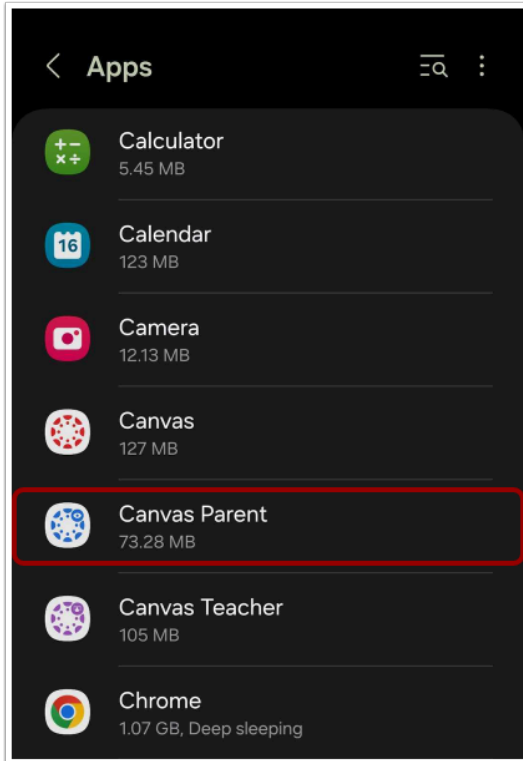 Apps
Calculator
5.45 MB
16
Calendar
123 MB
Camera
12.13 MB
Canvas
127 MB
Canvas Parent
73.28 MB
Canvas Teacher
105 MB
Chrome
1.07 GB, Deep sleeping